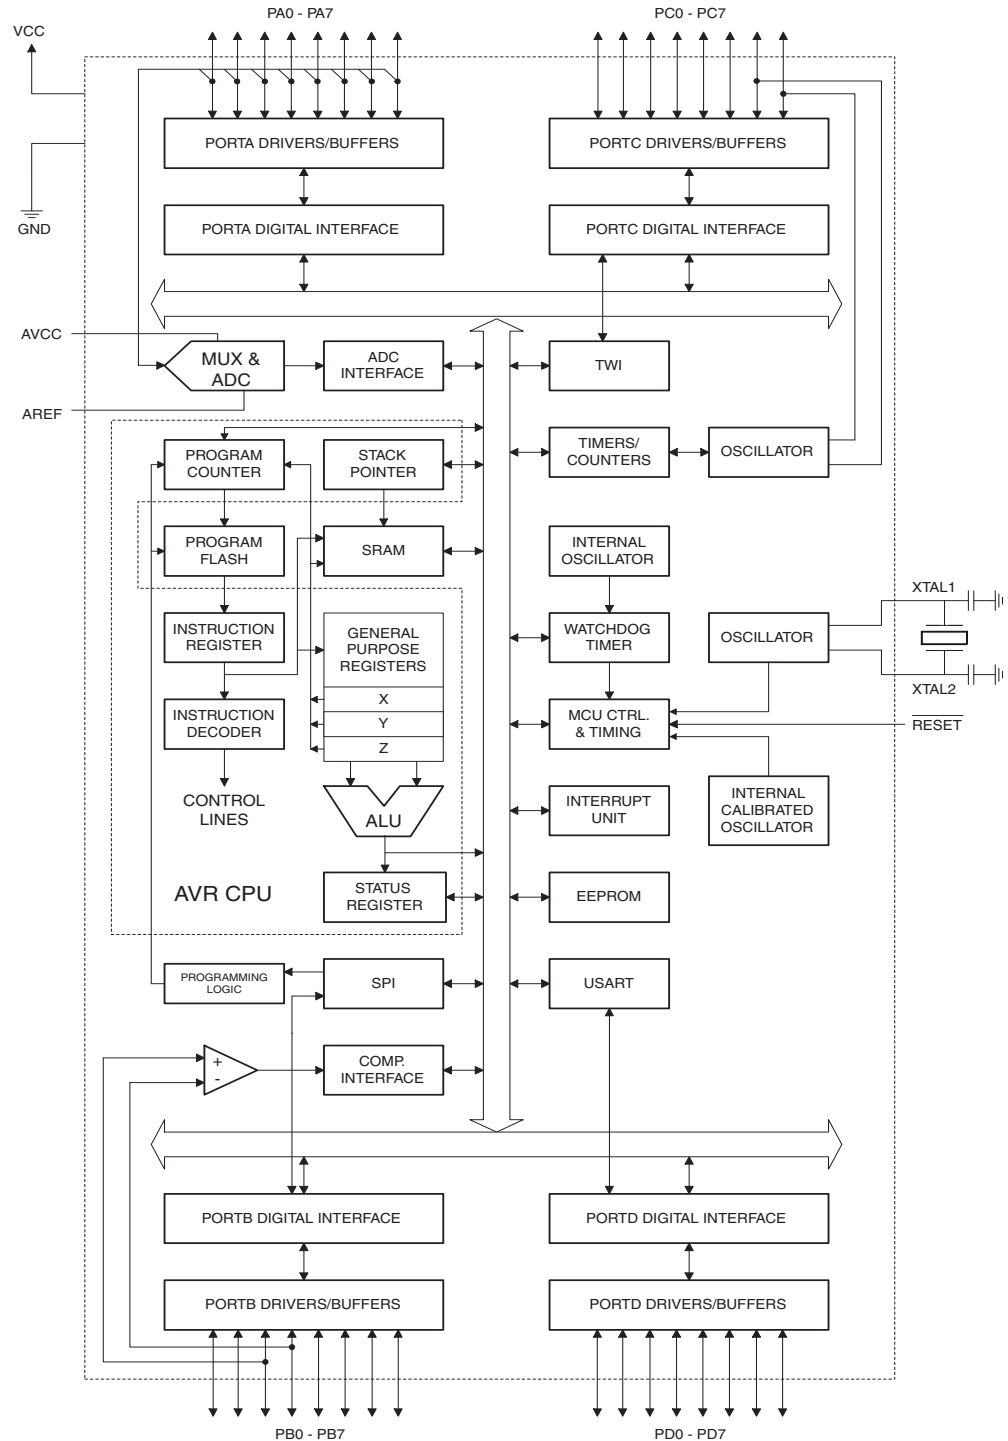 PA0 - PA7
PC0 - PC7
VCC
PORTA DRIVERS/BUFFERS
PORTC DRIVERS/BUFFERS
GND
PORTA DIGITAL INTERFACE
PORTC DIGITAL INTERFACE
AVCC
MUX &
ADC
ADC
INTERFACE
TWI
AREF
PROGRAM
COUNTER
STACK
POINTER
TIMERS/
COUNTERS
OSCILLATOR
PROGRAM
FLASH
SRAM
INTERNAL
OSCILLATOR
XTAL1
INSTRUCTION
REGISTER
GENERAL
PURPOSE
REGISTERS
WATCHDOG
TIMER
OSCILLATOR
XTAL2
X
INSTRUCTION
DECODER
Y
Z
MCU CTRL.
& TIMING
RESET
CONTROL
LINES
ALU
INTERRUPT
UNIT
INTERNAL
CALIBRATED
OSCILLATOR
AVR CPU
STATUS
REGISTER
EEPROM
PROGRAMMING
LOGIC
SPI
USART
+
-
COMP.
INTERFACE
PORTB DIGITAL INTERFACE
PORTD DIGITAL INTERFACE
PORTB DRIVERS/BUFFERS
PORTD DRIVERS/BUFFERS
PB0 - PB7
PD0 - PD7